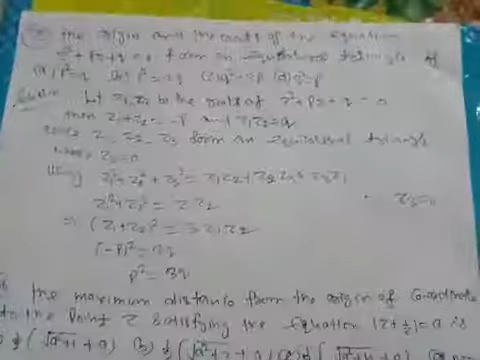 The origin and the roots of the Equation
z²+Pz+q=0 form an equilateral triangle if
(a) P²=q (b) P²=3q (c) q²=3P (d) q²=P
Let z₁,z₂ be the roots of z²+Pz+q=0
then z₁+z₂=-P and z₁z₂=q
z₁, z₂, z₃ form an Equilateral triangle
where z₃=0
Using z₁²+z₂²+z₃²=z₁z₂+z₂z₃+z₃z₁
z₁²+z₂²=z₁z₂
z₃=0
⇒ (z₁+z₂)²=3z₁z₂
(-P)²=3q
P²=3q
the maximum distance from the origin of Coordinate
to the point z satisfying the Equation |z+1/z|=a is